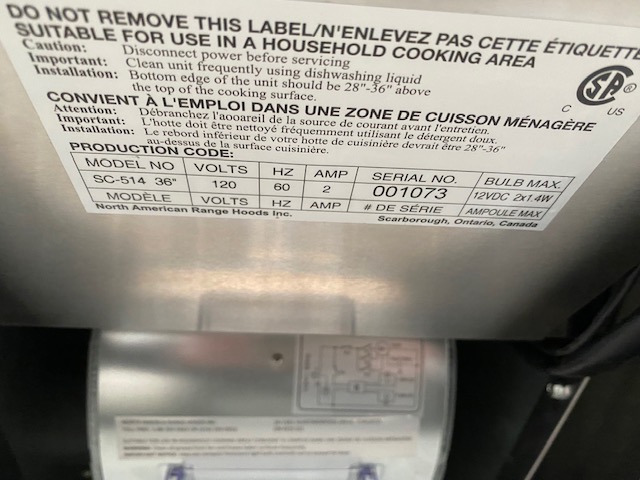 DO NOT REMOVE THIS LABEL/N'ENLEVEZ PAS CETTE ÉTIQUETTE
SUITABLE FOR USE IN A HOUSEHOLD COOKING AREA
Caution: Disconnect power before servicing
Important: Clean unit frequently using dishwashing liquid
Installation: Bottom edge of the unit should be 28"-36" above
the top of the cooking surface.
CSA ®
C US
CONVIENT À L'EMPLOI DANS UNE ZONE DE CUISSON MÉNAGÈRE
Attention: Débranchez l'aooareil de la source de courant avant l'entretien.
Important: L'hotte doit être nettoyé fréquemment utilisant le détergent doux.
Installation: Le rebord inférieur de votre hotte de cuisinière devrait être 28"-36"
au-dessus de la surface cuisinière.
PRODUCTION CODE:
MODEL NO VOLTS HZ AMP SERIAL NO. BULB MAX.
SC-514 36" 120 60 2 001073 12VDC 2x1.4W
MODÈLE VOLTS HZ AMP # DE SÉRIE AMPOULE MAX
North American Range Hoods Inc. Scarborough, Ontario, Canada